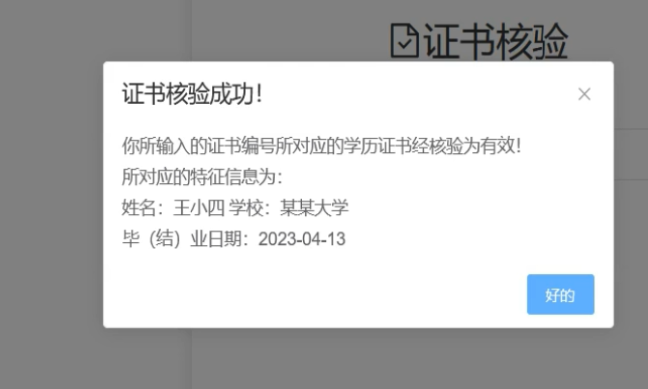 证书核验
证书核验成功！
你所输入的证书编号所对应的学历证书经核验为有效！
所对应的特征信息为：
姓名：王小四 学校：某某大学
毕（结）业日期：2023-04-13
好的